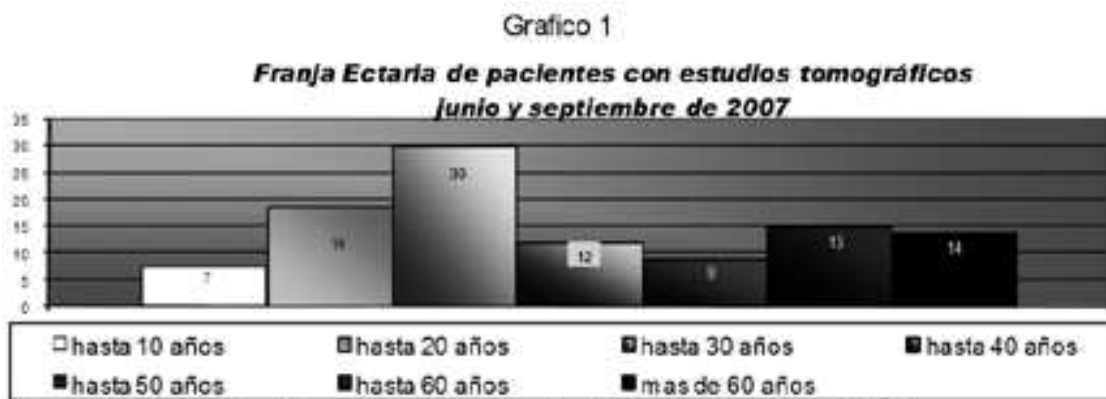 Grafico 1
Franja Ectaria de pacientes con estudios tomográficos
junio y septiembre de 2007
35
30
25
20
15
10
5
0
7
30
12
9
14
hasta 10 años hasta 20 años hasta 30 años hasta 40 años
hasta 50 años hasta 60 años mas de 60 años